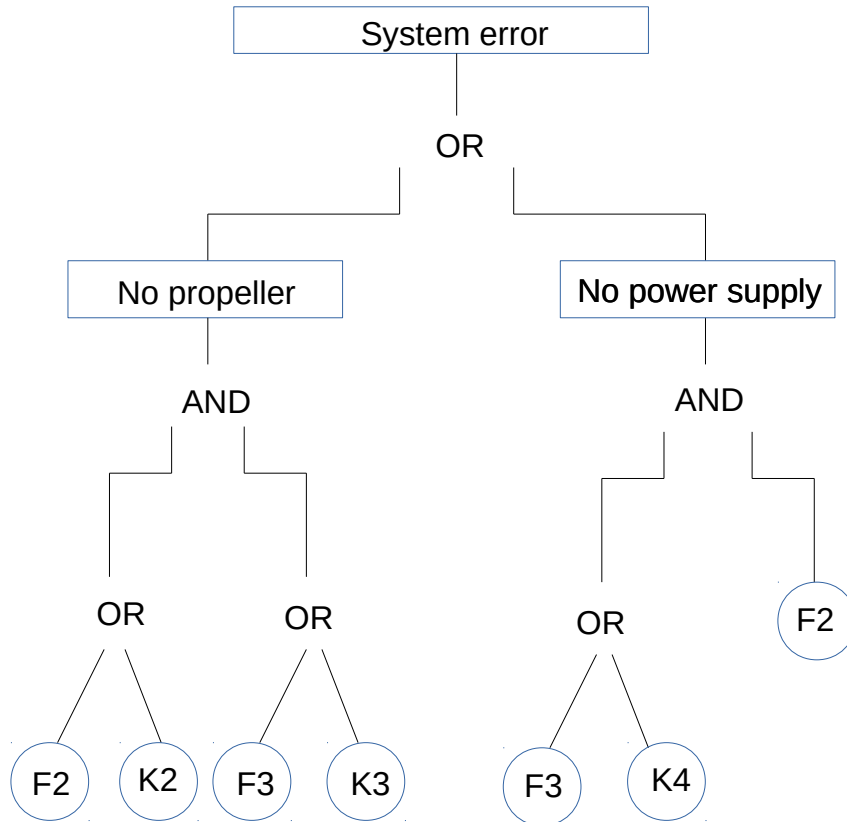 System error
OR
No propeller
No power supply
AND
AND
OR
OR
OR
F2
F2
K2
F3
K3
F3
K4